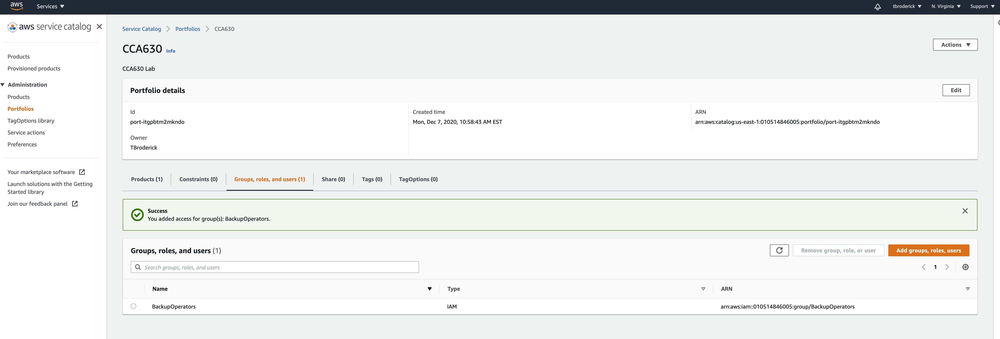 aws
Services
tbroderick
N. Virginia
Support
aws service catalog
Products
Provisioned products
Administration
Products
Portfolios
TagOptions library
Service actions
Preferences
Your marketplace software
Launch solutions with the Getting
Started library
Join our feedback panel
Service Catalog
Portfolios
CCA630
CCA630 Info
Actions
CCA630 Lab
Portfolio details
Edit
Id
port-itgpbtm2mkndo
Created time
Mon, Dec 7, 2020, 10:58:43 AM EST
ARN
arn:aws:catalog:us-east-1:010514846005:portfolio/port-itgpbtm2mkndo
Owner
TBroderick
Products (1)
Constraints (0)
Groups, roles, and users (1)
Share (0)
Tags (0)
TagOptions (0)
Success
You added access for group(s): BackupOperators.
Groups, roles, and users (1)
Remove group, role, or user
Add groups, roles, users
Search groups, roles, and users
1
Name
Type
ARN
BackupOperators
IAM
arn:aws:iam::010514846005:group/BackupOperators